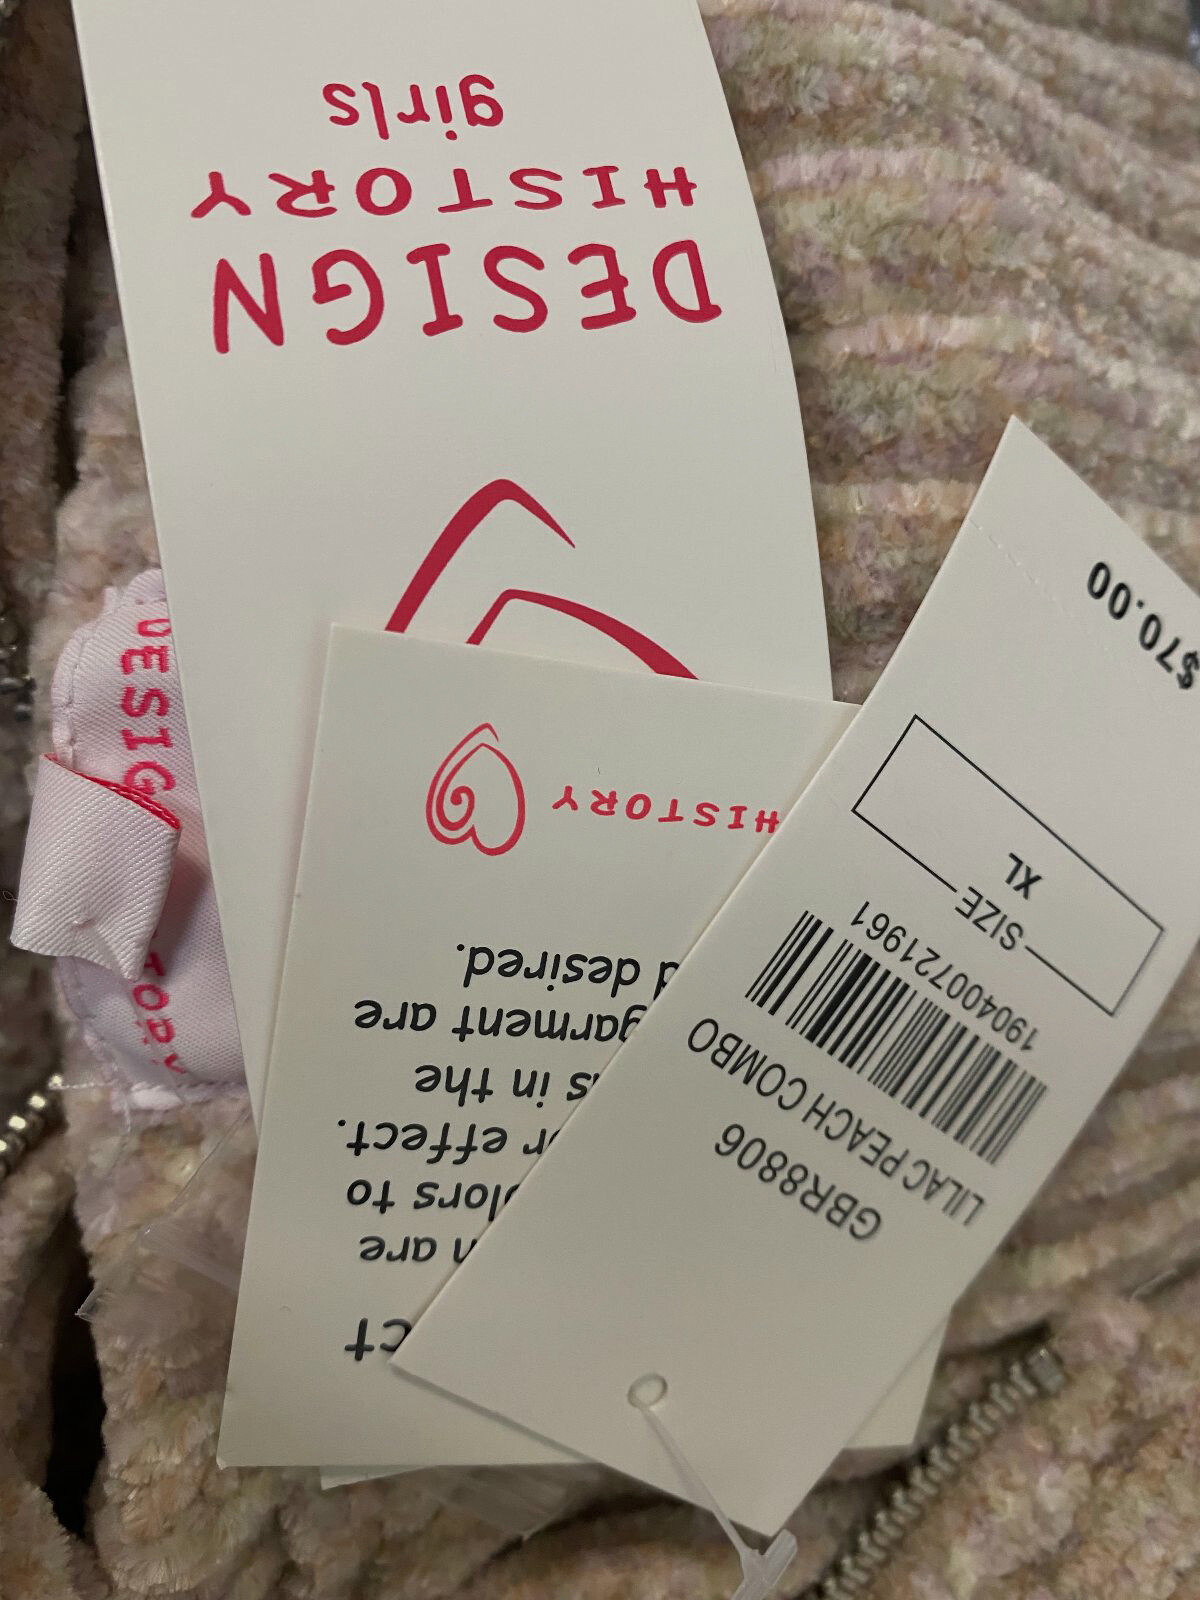 DESIGN
HISTORY
girls
GBR8806
LILAC PEACH COMBO
190400721961
SIZE
XL
$70.00
are
to
effect.
in the
garment are
desired.
HISTORY
DESIG